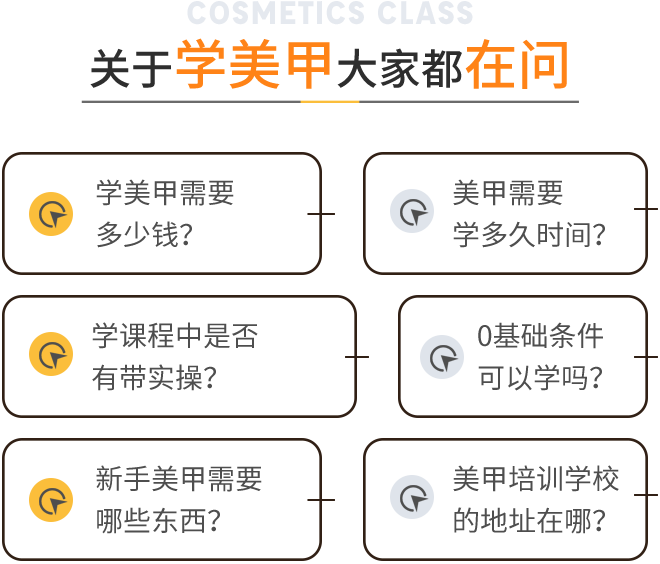 COSMETICS CLASS
关于学美甲大家都在问
学美甲需要
多少钱？
美甲需要
学多久时间？
学课程中是否
有带实操？
0基础条件
可以学吗？
新手美甲需要
哪些东西？
美甲培训学校
的地址在哪？